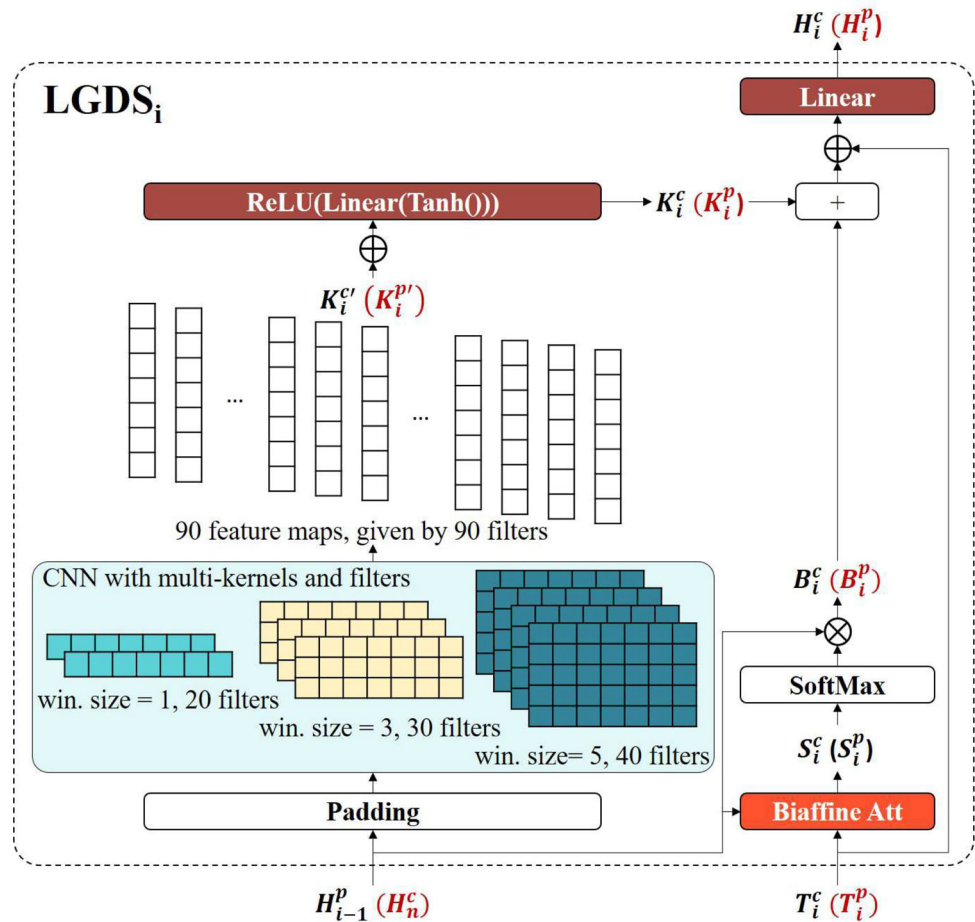 H_i^c (H_i^p)
LGDS_i
Linear
ReLU(Linear(Tanh()))
K_i^c (K_i^p)
+
K_i^{c'} (K_i^{p'})
...
...
90 feature maps, given by 90 filters
CNN with multi-kernels and filters
B_i^c (B_i^p)
win. size = 1, 20 filters
win. size = 3, 30 filters
win. size= 5, 40 filters
SoftMax
S_i^c (S_i^p)
Padding
Biaffine Att
H_{i-1}^p (H_n^c)
T_i^c (T_i^p)